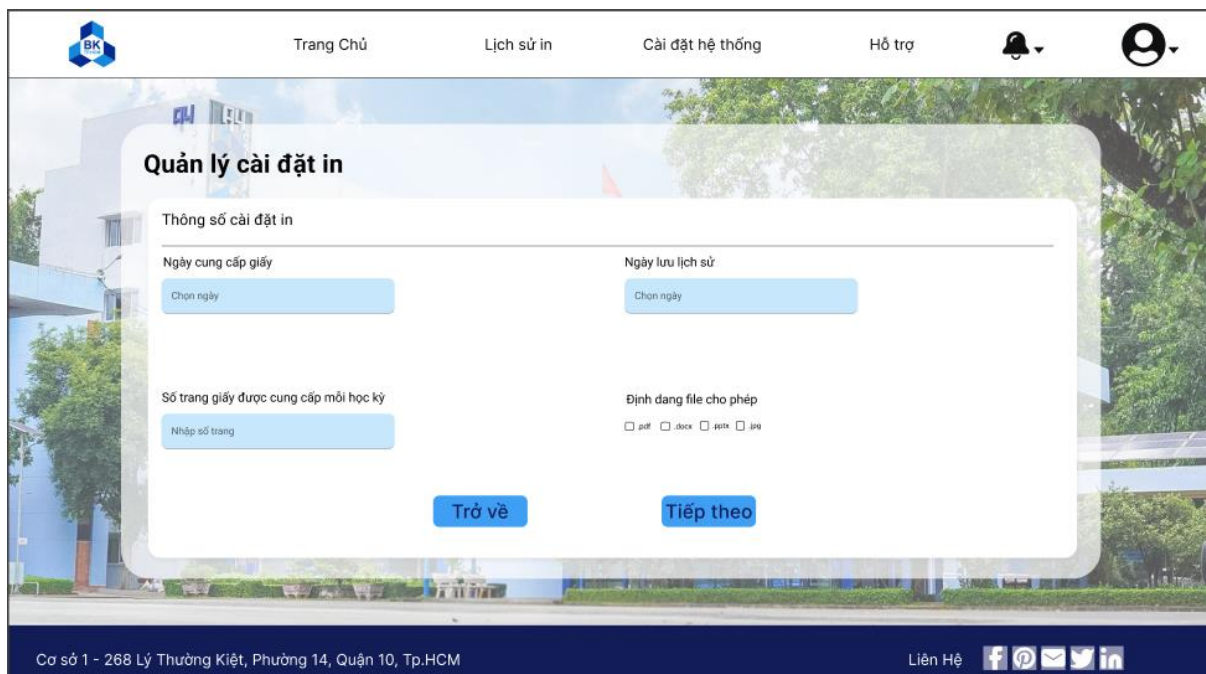 BK
Trang Chủ Lịch sử in Cài đặt hệ thống Hỗ trợ
Quản lý cài đặt in
Thông số cài đặt in
Ngày cung cấp giấy Ngày lưu lịch sử
Chọn ngày Chọn ngày
Số trang giấy được cung cấp mỗi học kỳ Định dang file cho phép
Nhập số trang .pdf .docx .pptx .jpg
Trở về Tiếp theo
Cơ sở 1 - 268 Lý Thường Kiệt, Phường 14, Quận 10, Tp.HCM Liên Hệ